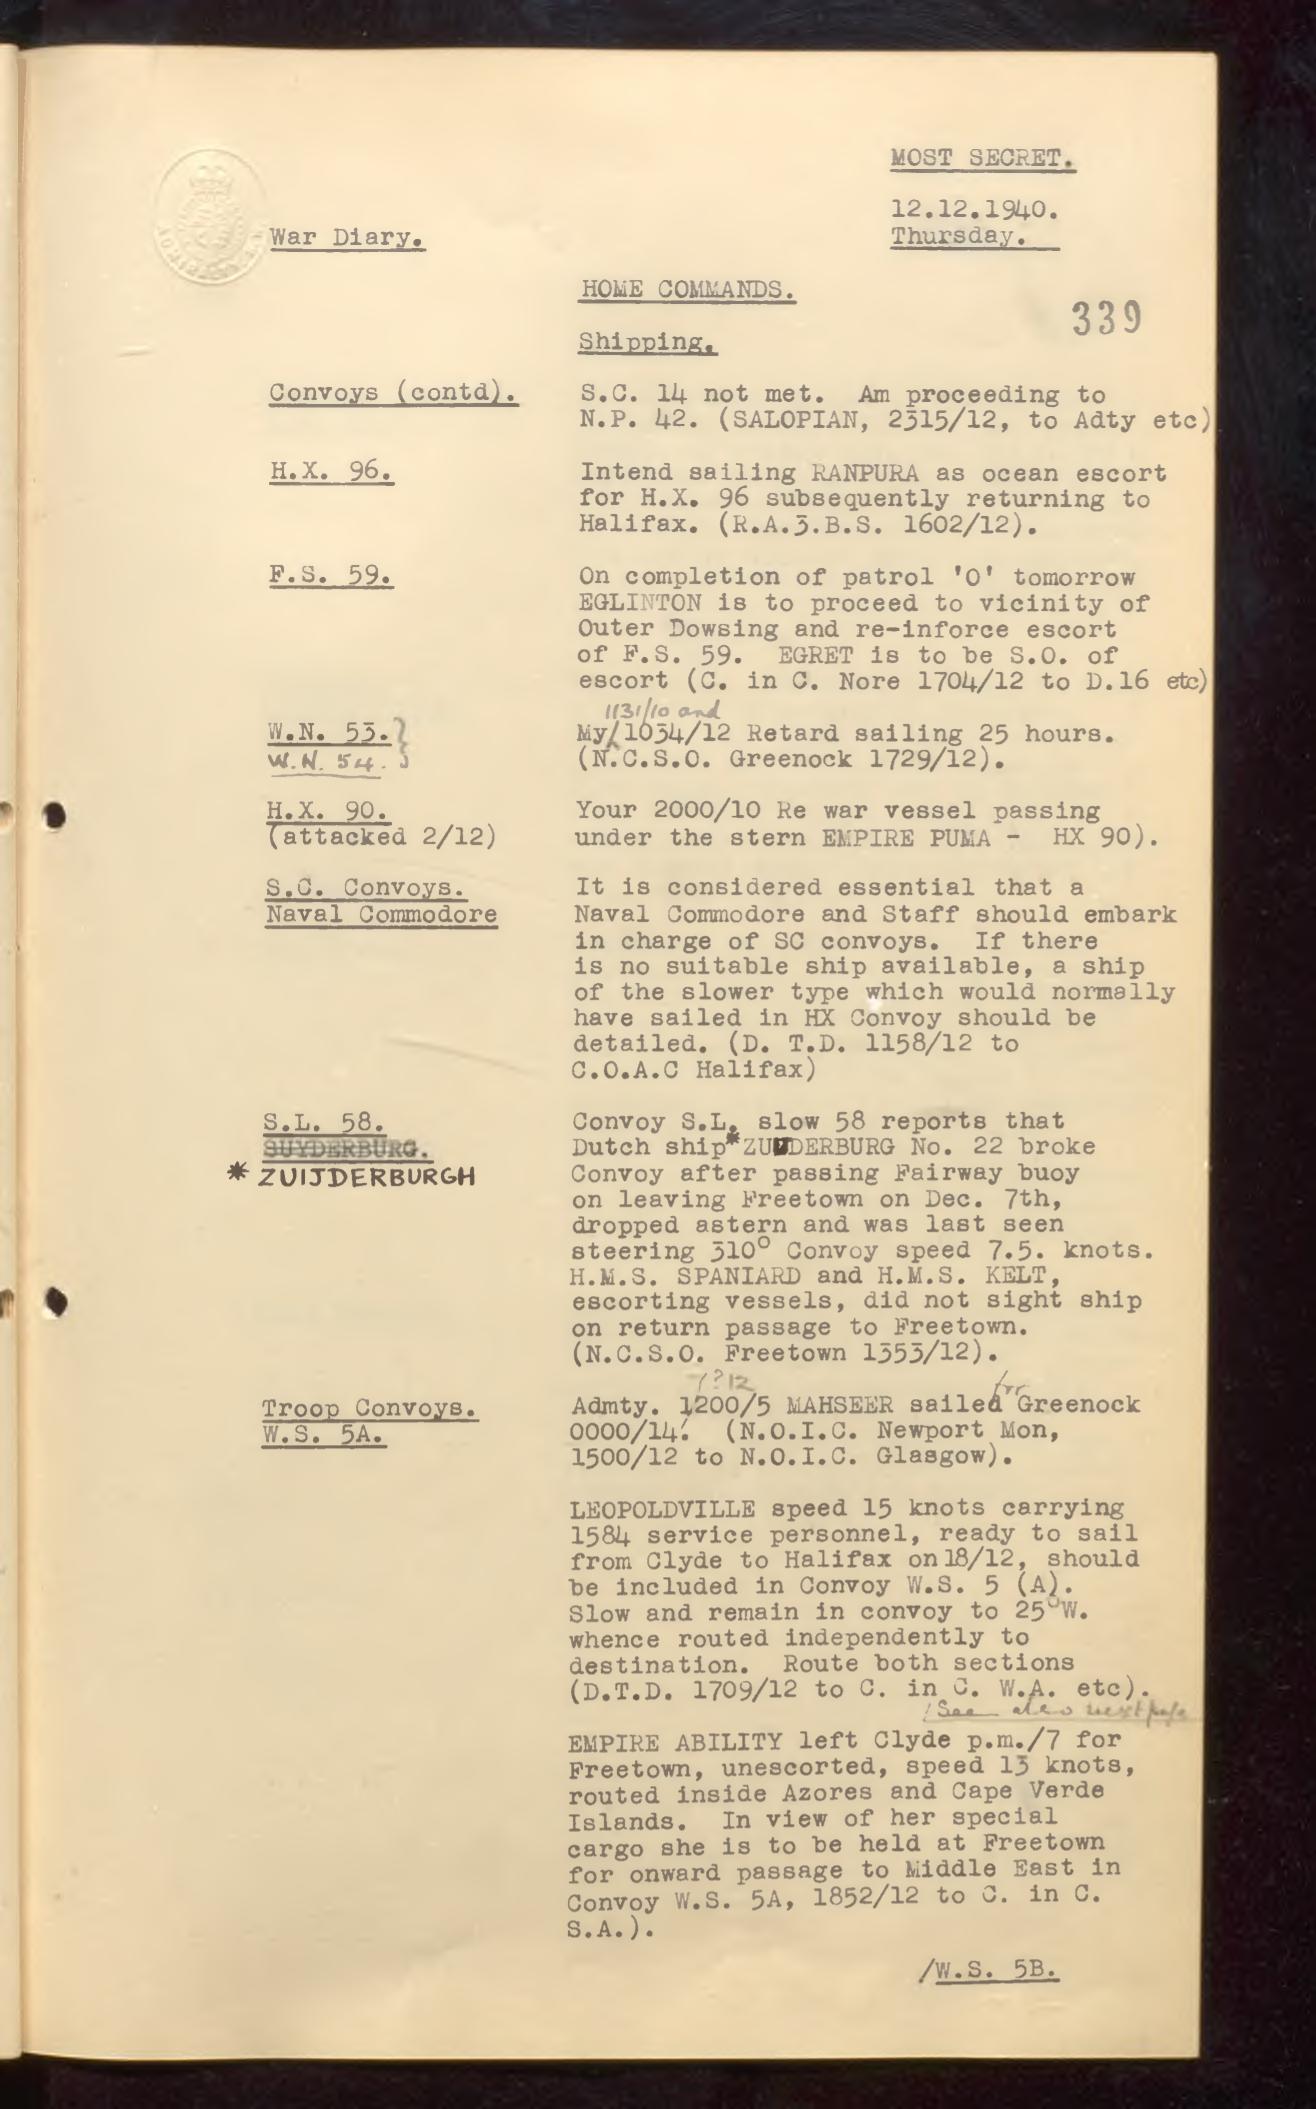 MOST SECRET.
12.12.1940.
War Diary.
Thursday.
HOME COMMANDS.
339
Shipping.
Convoys (contd).
S.C. 14 not met. Am proceeding to
N.P. 42. (SALOPIAN, 2315/12, to Adty etc)
H.X. 96.
Intend sailing RANPURA as ocean escort
for H.X. 96 subsequently returning to
Halifax. (R.A.3.B.S. 1602/12).
F.S. 59.
On completion of patrol 'O' tomorrow
EGLINTON is to proceed to vicinity of
Outer Dowsing and re-inforce escort
of F.S. 59. EGRET is to be S.O. of
escort (C. in C. Nore 1704/12 to D.16 etc)
1131/10 and
W.N. 53.
My/1034/12 Retard sailing 25 hours.
W.N. 54.
(N.C.S.O. Greenock 1729/12).
H.X. 90.
(attacked 2/12)
Your 2000/10 Re war vessel passing
under the stern EMPIRE PUMA - HX 90).
S.C. Convoys.
Naval Commodore
It is considered essential that a
Naval Commodore and Staff should embark
in charge of SC convoys. If there
is no suitable ship available, a ship
of the slower type which would normally
have sailed in HX Convoy should be
detailed. (D. T.D. 1158/12 to
C.O.A.C Halifax)
S.L. 58.
SUYDERBURG.
* ZUIJDERBURGH
Convoy S.L. slow 58 reports that
Dutch ship* ZUDERBURG No. 22 broke
Convoy after passing Fairway buoy
on leaving Freetown on Dec. 7th,
dropped astern and was last seen
steering 310° Convoy speed 7.5. knots.
H.M.S. SPANIARD and H.M.S. KELT,
escorting vessels, did not sight ship
on return passage to Freetown.
(N.C.S.O. Freetown 1353/12).
/?12
for
Troop Convoys.
W.S. 5A.
Admty. 1200/5 MAHSEER sailed Greenock
0000/14. (N.O.I.C. Newport Mon,
1500/12 to N.O.I.C. Glasgow).
LEOPOLDVILLE speed 15 knots carrying
1584 service personnel, ready to sail
from Clyde to Halifax on 18/12, should
be included in Convoy W.S. 5 (A).
Slow and remain in convoy to 25°W.
whence routed independently to
destination. Route both sections
(D.T.D. 1709/12 to C. in C. W.A. etc).
/See also next page
EMPIRE ABILITY left Clyde p.m./7 for
Freetown, unescorted, speed 13 knots,
routed inside Azores and Cape Verde
Islands. In view of her special
cargo she is to be held at Freetown
for onward passage to Middle East in
Convoy W.S. 5A, 1852/12 to C. in C.
S.A.).
/W.S. 5B.